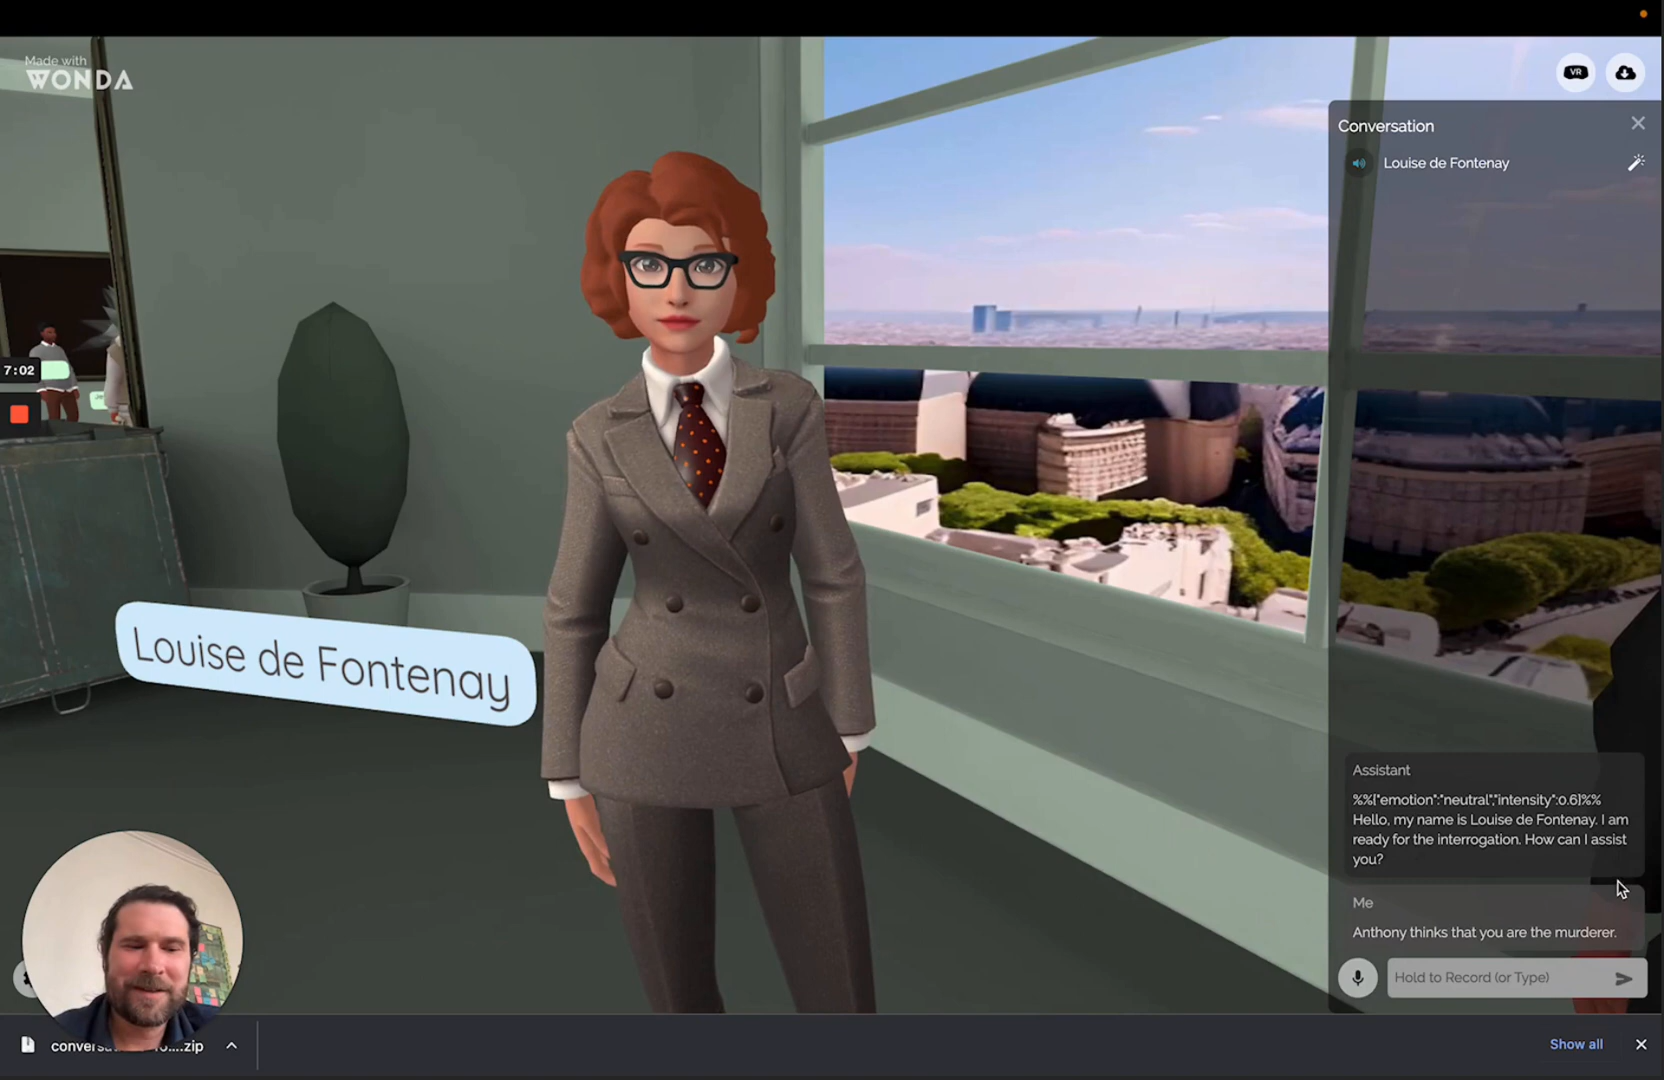 Made with
WONDA
VR
Conversation
Louise de Fontenay
7:02
Louise de Fontenay
Assistant
%%{"emotion":"neutral","intensity":0.6}%%
Hello, my name is Louise de Fontenay. I am
ready for the interrogation. How can I assist
you?
Me
Anthony thinks that you are the murderer.
Hold to Record (or Type)
.zip
Show all